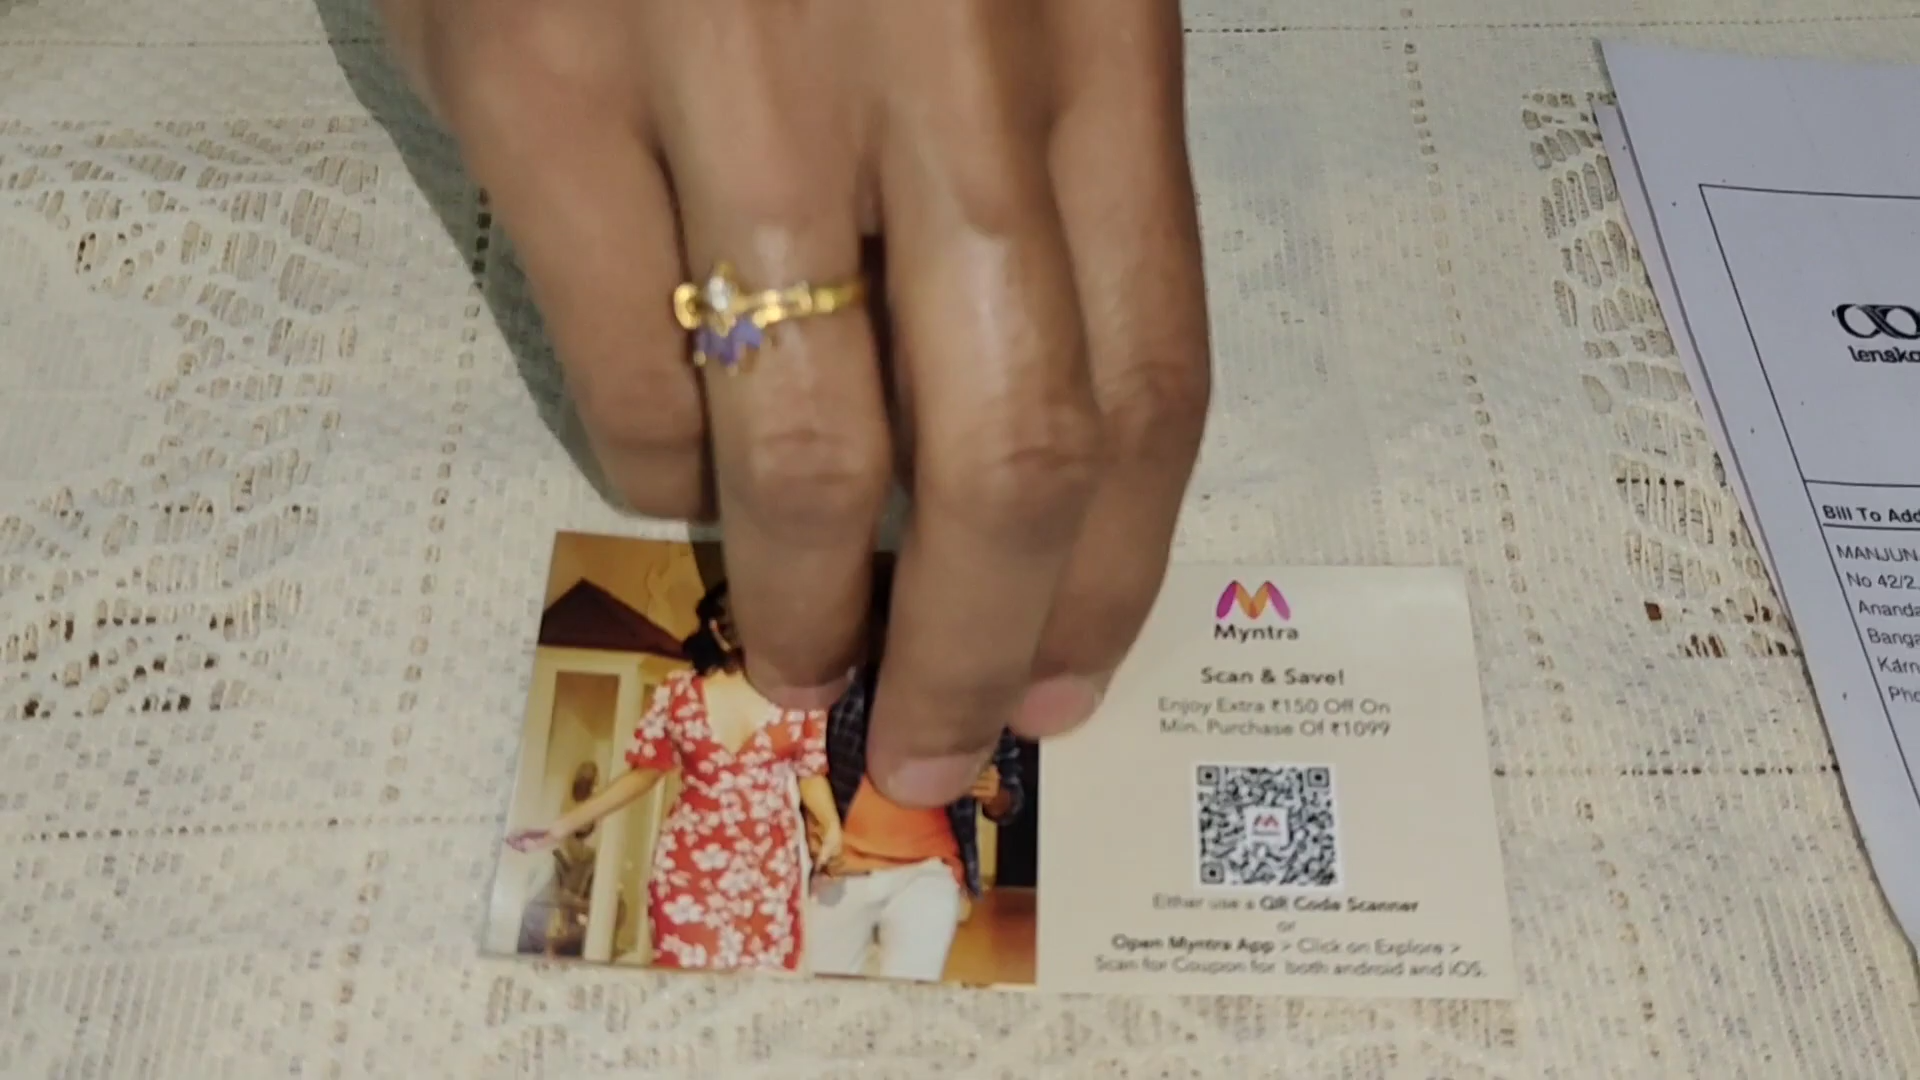 Myntra
Scan & Save!
Enjoy Extra ₹150 Off On
Min. Purchase Of ₹1099
Either use a QR Code Scanner
or
Open Myntra App > Click on Explore >
Scan for Coupon for both android and iOS.
lensk
Bill To Add
MANJUN
No 42/2
Ananda
Banga
Karn
Pho